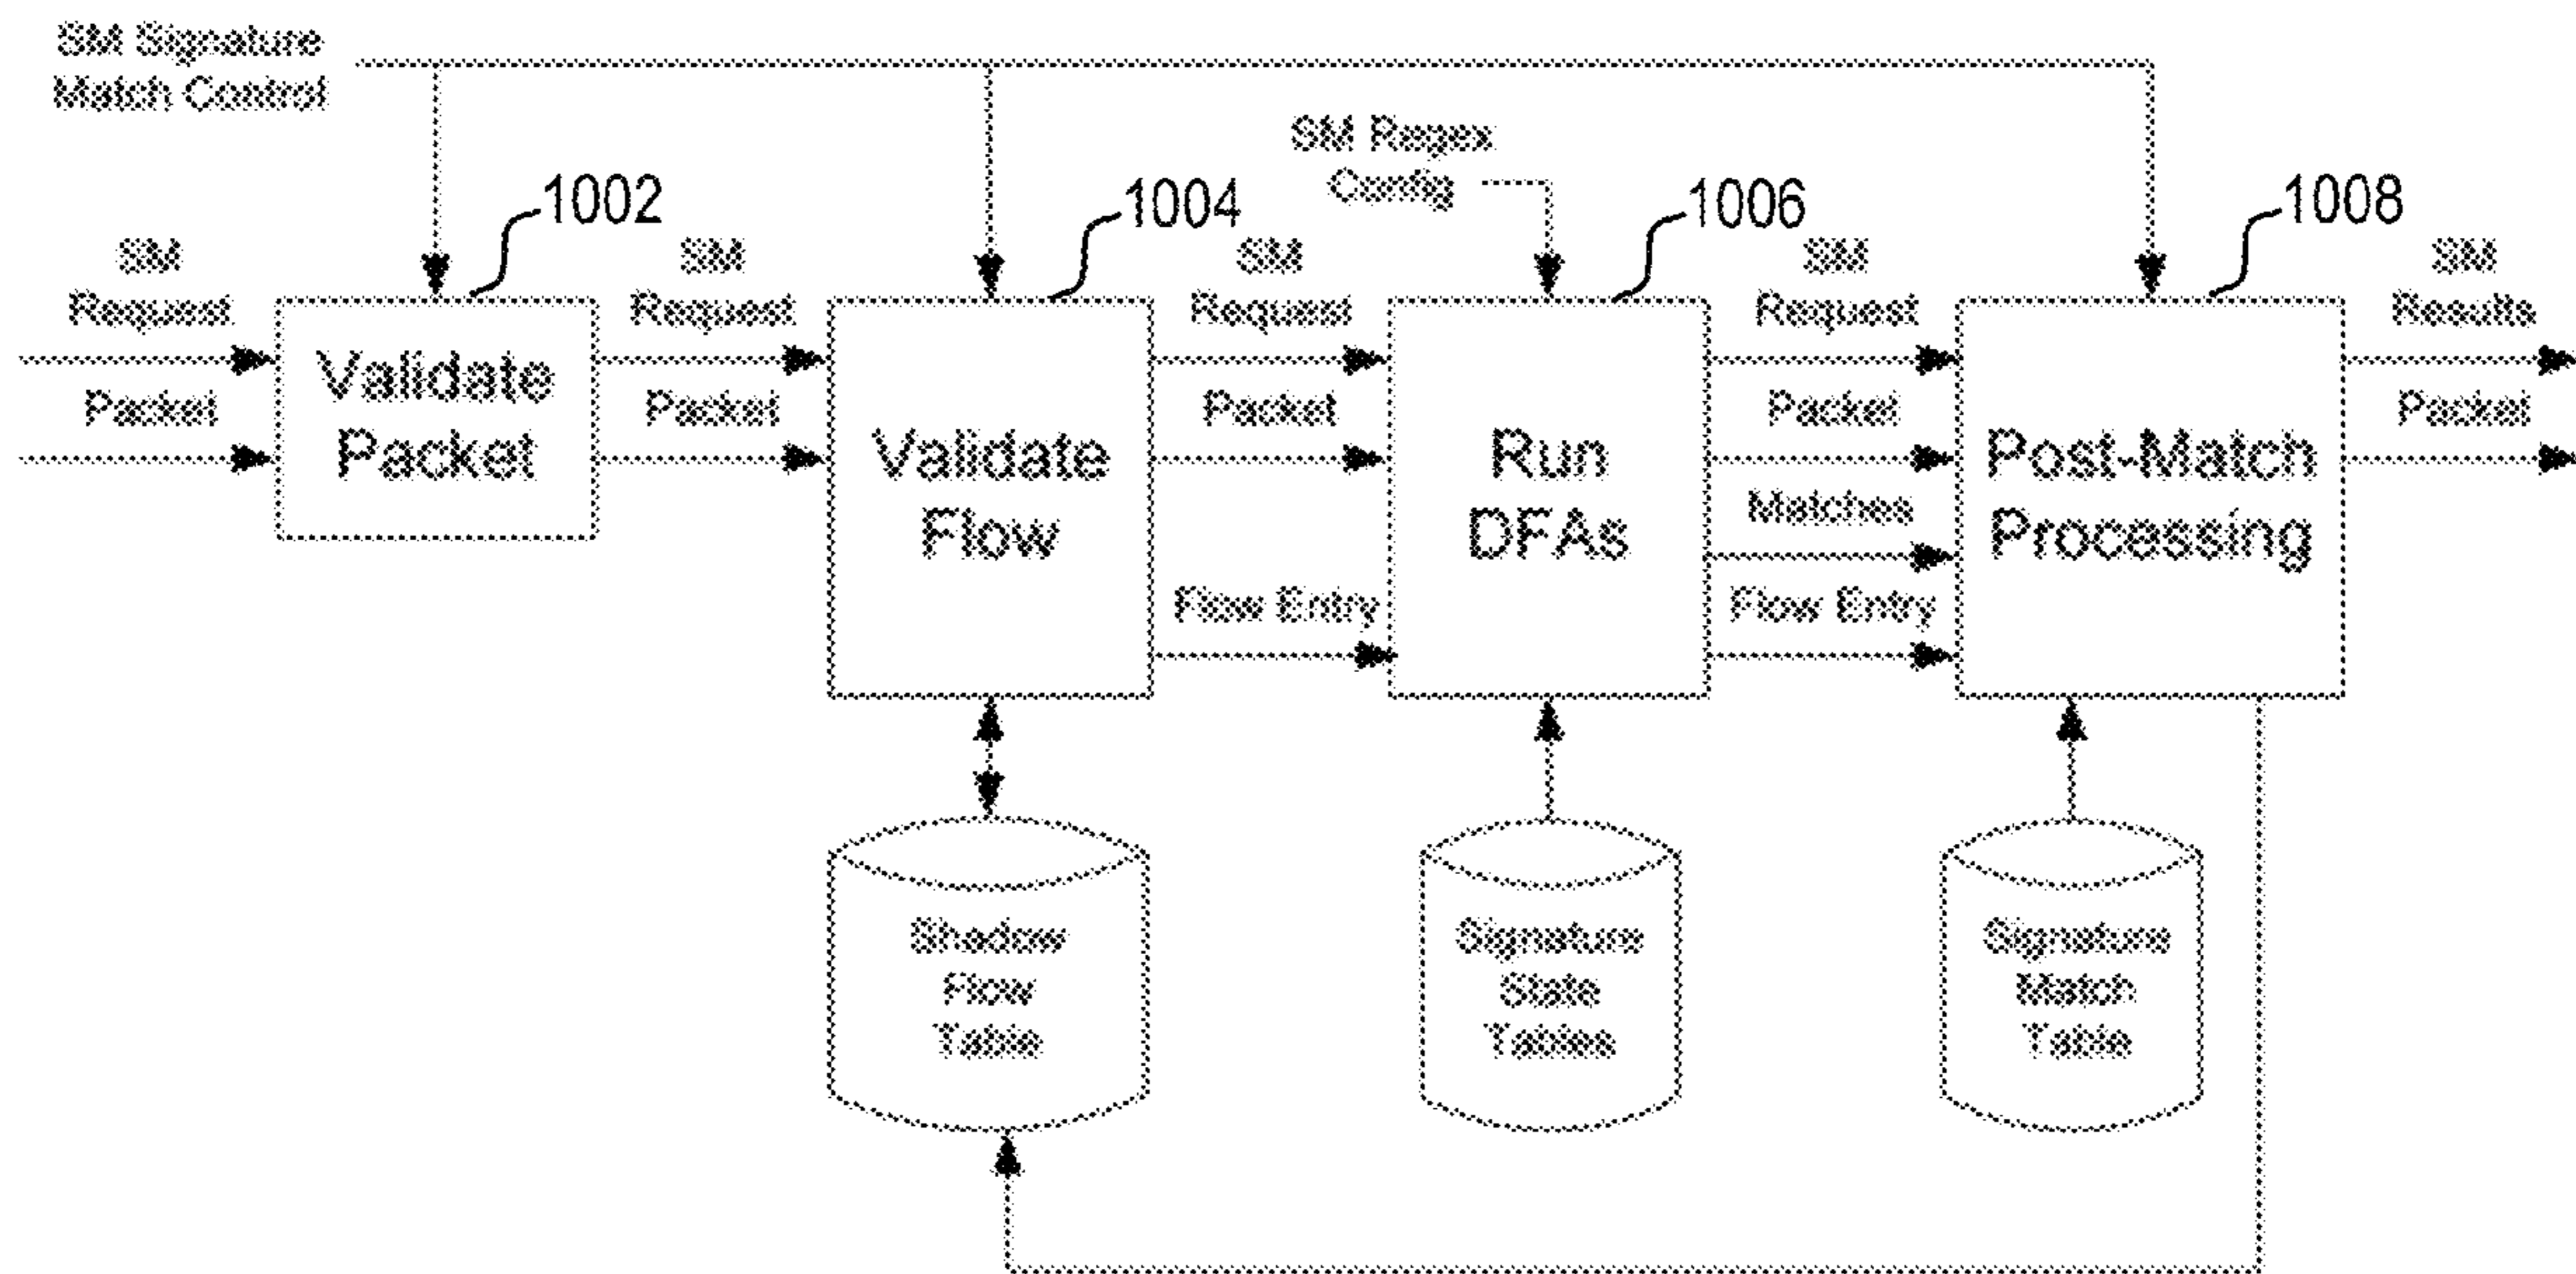 SM Signature
Match Control
SM Regex
Config
1002
1004
1006
1008
SM
Request
Packet
Validate
Packet
SM
Request
Packet
Validate
Flow
SM
Request
Packet
Flow Entry
Run
DFAs
SM
Request
Packet
Matches
Flow Entry
Post-Match
Processing
SM
Results
Packet
Shadow
Flow
Table
Signature
State
Tables
Signature
Match
Table